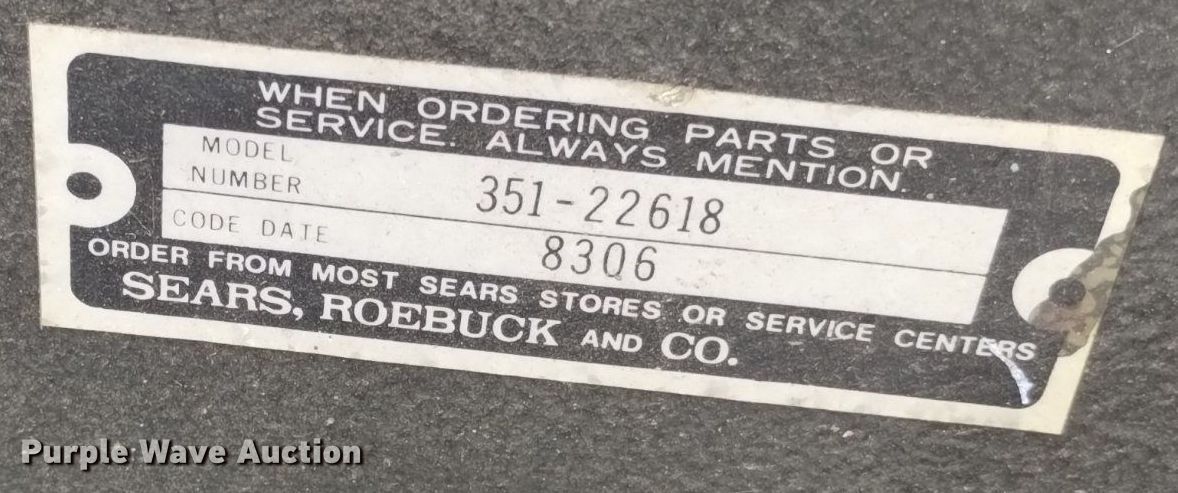 WHEN ORDERING PARTS OR
SERVICE. ALWAYS MENTION.
MODEL
NUMBER 351-22618
CODE DATE 83Q6
ORDER FROM MOST SEARS STORES OR SERVICE CENTERS
SEARS, ROEBUCK AND CO.
Purple Wave Auction